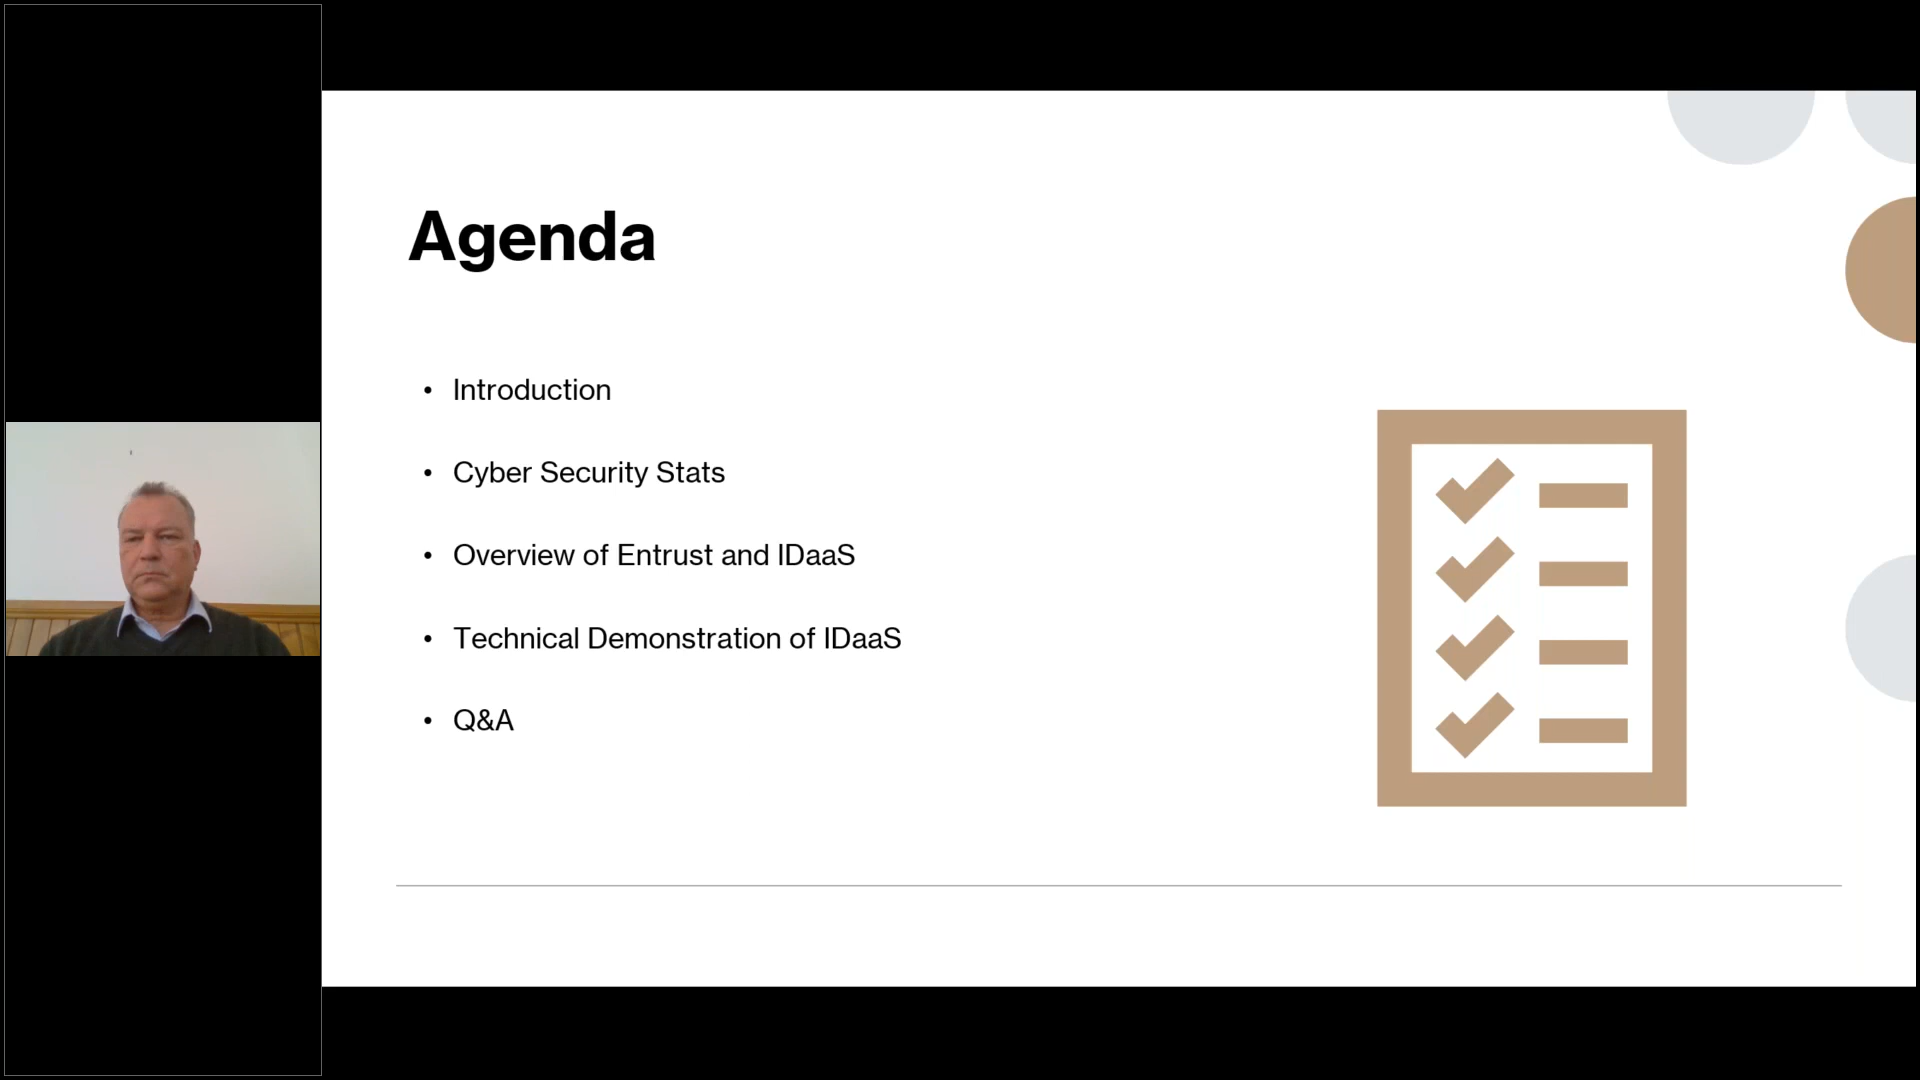 Agenda
• Introduction
• Cyber Security Stats
• Overview of Entrust and IDaaS
• Technical Demonstration of IDaaS
• Q&A